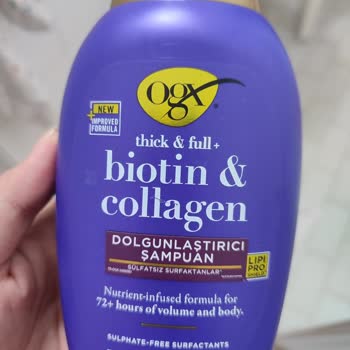 ogx
NEW
+ IMPROVED
FORMULA
thick & full+
biotin &
collagen
DOLGUNLAŞTIRICI
ŞAMPUAN
SÜLFATSIZ SURFAKTANLAR
LIPI
PRO
SHIELD
Nutrient-infused formula for
72+ hours of volume and body.
SULPHATE-FREE SURFACTANTS